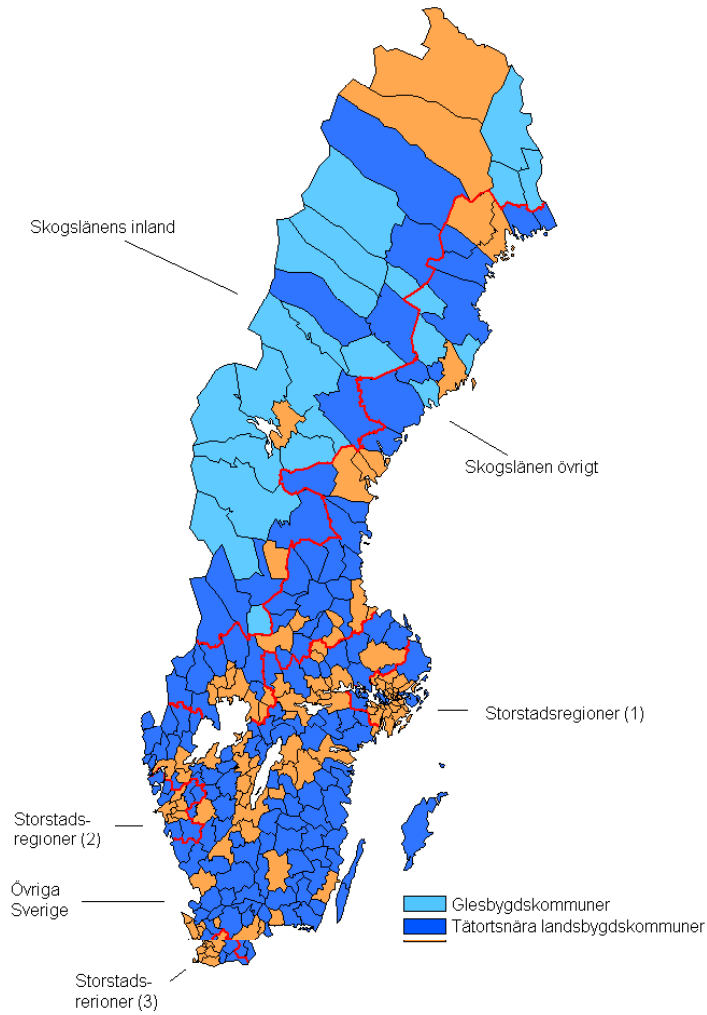 Skogslänens inland
Skogslänen övrigt
Storstadsregioner (1)
Storstads-
regioner (2)
Övriga
Sverige
Glesbygdskommuner
Tätortsnära landsbygdskommuner
Storstads-
rerioner (3)